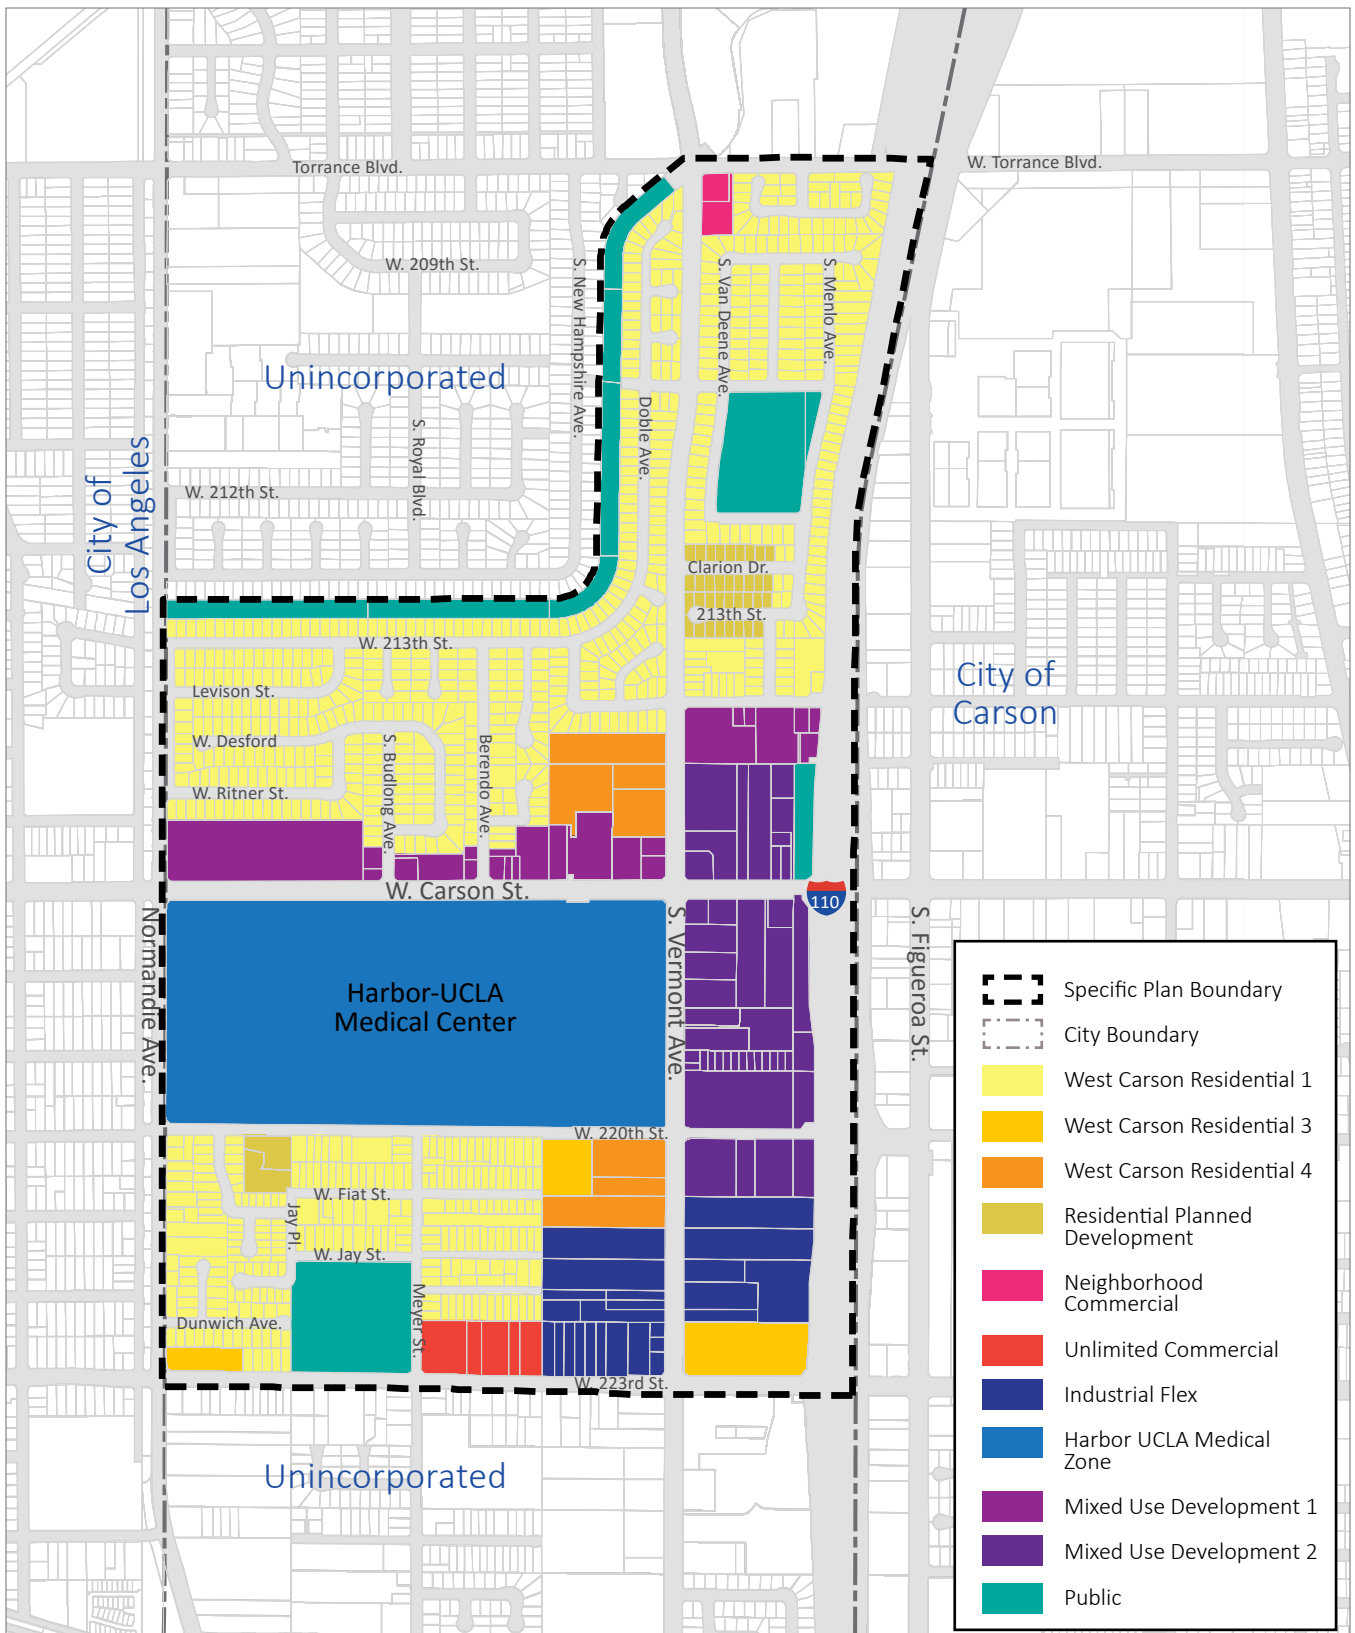 Torrance Blvd.
W. Torrance Blvd.
W. 209th St.
S. New Hampshire Ave.
S. Van Deene Ave.
S. Menlo Ave.
Unincorporated
Doble Ave.
S. Royal Blvd.
City of
Los Angeles
W. 212th St.
Clarion Dr.
213th St.
W. 213th St.
Levison St.
City of
Carson
W. Desford
S. Budlong Ave.
Berendo Ave.
W. Ritner St.
W. Carson St.
110
Normandie Ave.
S. Vermont Ave.
S. Figueroa St.
Harbor-UCLA
Medical Center
W. 220th St.
W. Fiat St.
Jay Pl.
W. Jay St.
Meyer St.
Dunwich Ave.
W. 223rd St.
Unincorporated
Specific Plan Boundary
City Boundary
West Carson Residential 1
West Carson Residential 3
West Carson Residential 4
Residential Planned
Development
Neighborhood
Commercial
Unlimited Commercial
Industrial Flex
Harbor UCLA Medical
Zone
Mixed Use Development 1
Mixed Use Development 2
Public